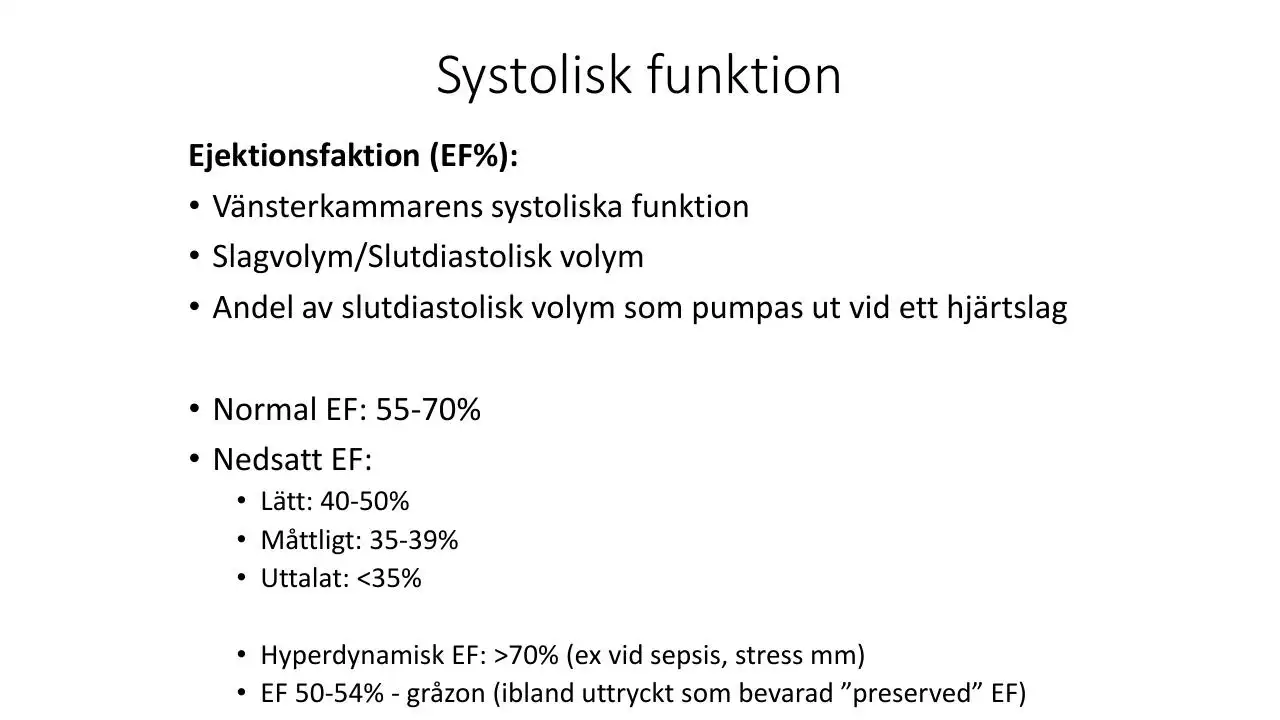 Systolisk funktion
Ejektionsfaktion (EF%):
• Vänsterkammarens systoliska funktion
• Slagvolym/Slutdiastolisk volym
• Andel av slutdiastolisk volym som pumpas ut vid ett hjärtslag
• Normal EF: 55-70%
• Nedsatt EF:
• Lätt: 40-50%
• Måttligt: 35-39%
• Uttalat: <35%
• Hyperdynamisk EF: >70% (ex vid sepsis, stress mm)
• EF 50-54% - gråzon (ibland uttryckt som bevarad ”preserved” EF)